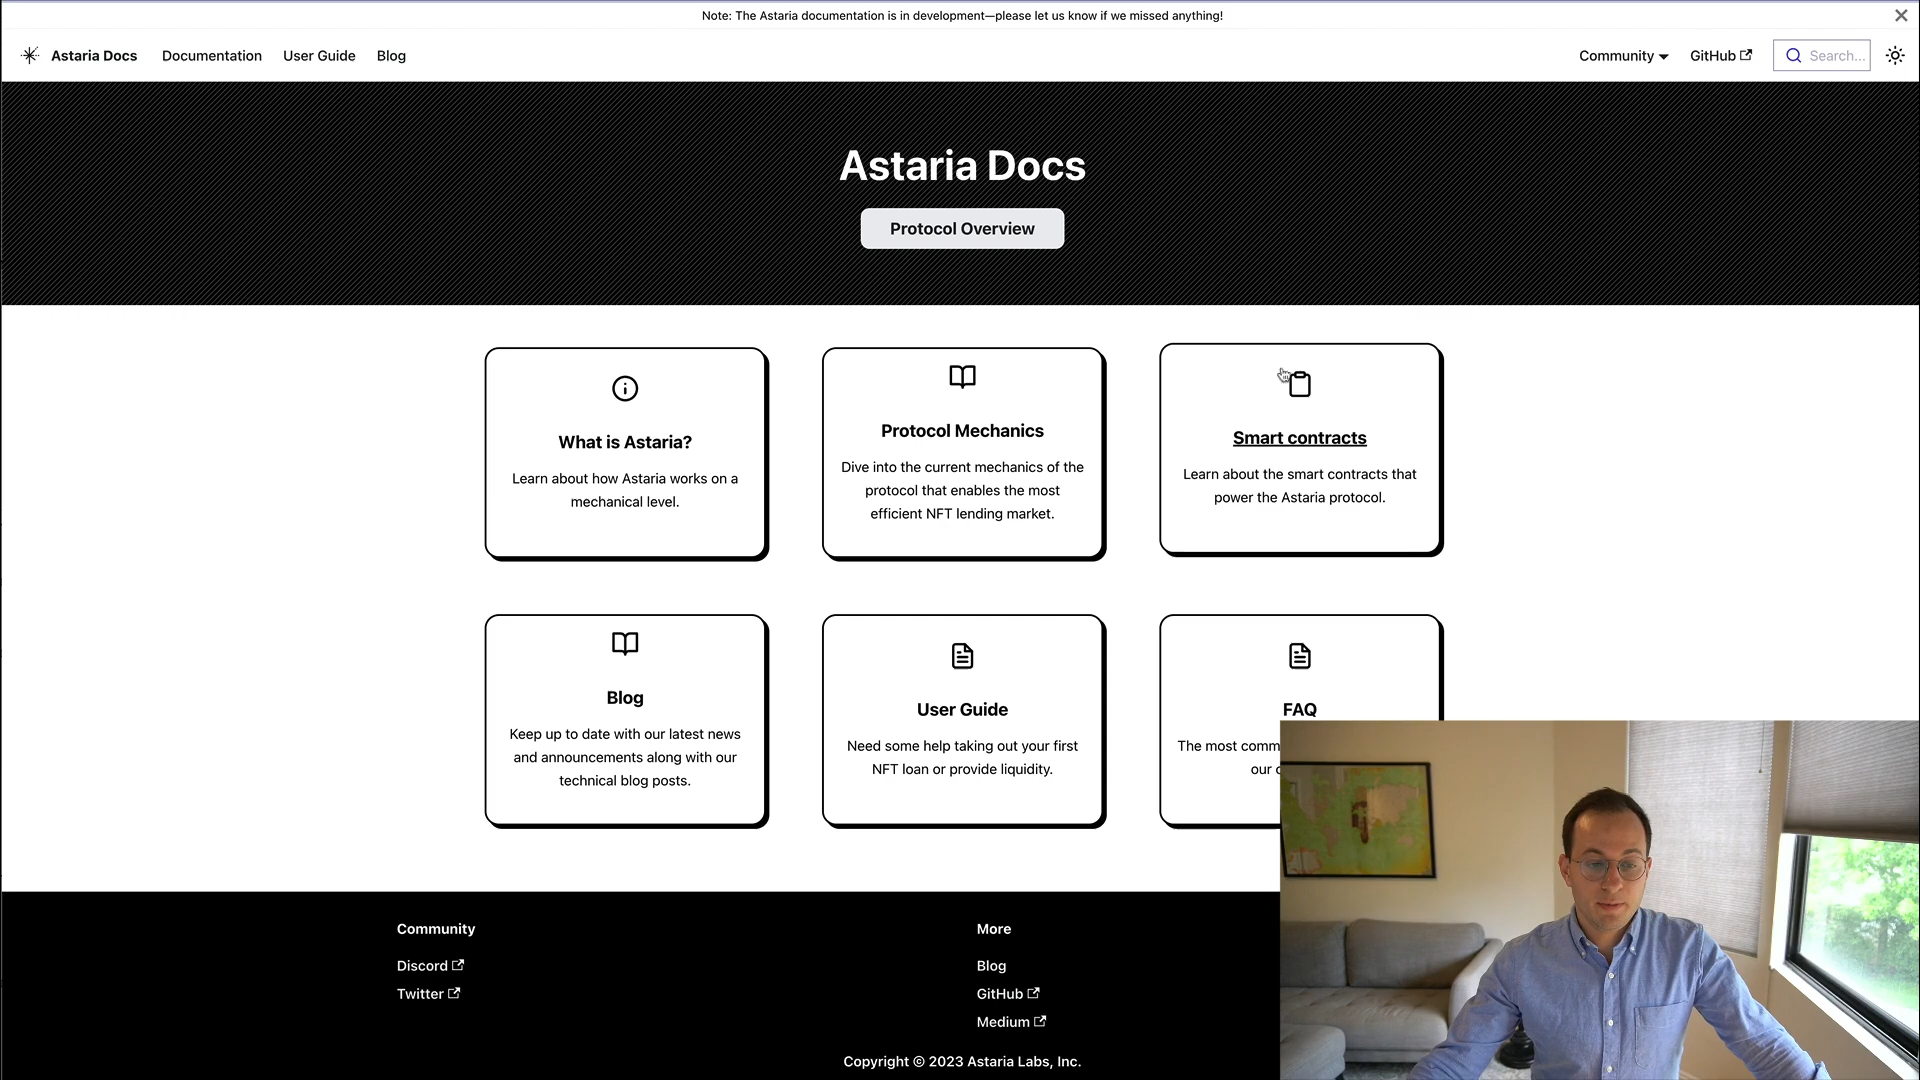 Note: The Astaria documentation is in development—please let us know if we missed anything!
Astaria Docs Documentation User Guide Blog Community GitHub Search...
Astaria Docs
Protocol Overview
What is Astaria?
Learn about how Astaria works on a
mechanical level.
Protocol Mechanics
Dive into the current mechanics of the
protocol that enables the most
efficient NFT lending market.
Smart contracts
Learn about the smart contracts that
power the Astaria protocol.
Blog
Keep up to date with our latest news
and announcements along with our
technical blog posts.
User Guide
Need some help taking out your first
NFT loan or provide liquidity.
FAQ
The most
our
Community
Discord
Twitter
More
Blog
GitHub
Medium
Copyright © 2023 Astaria Labs, Inc.